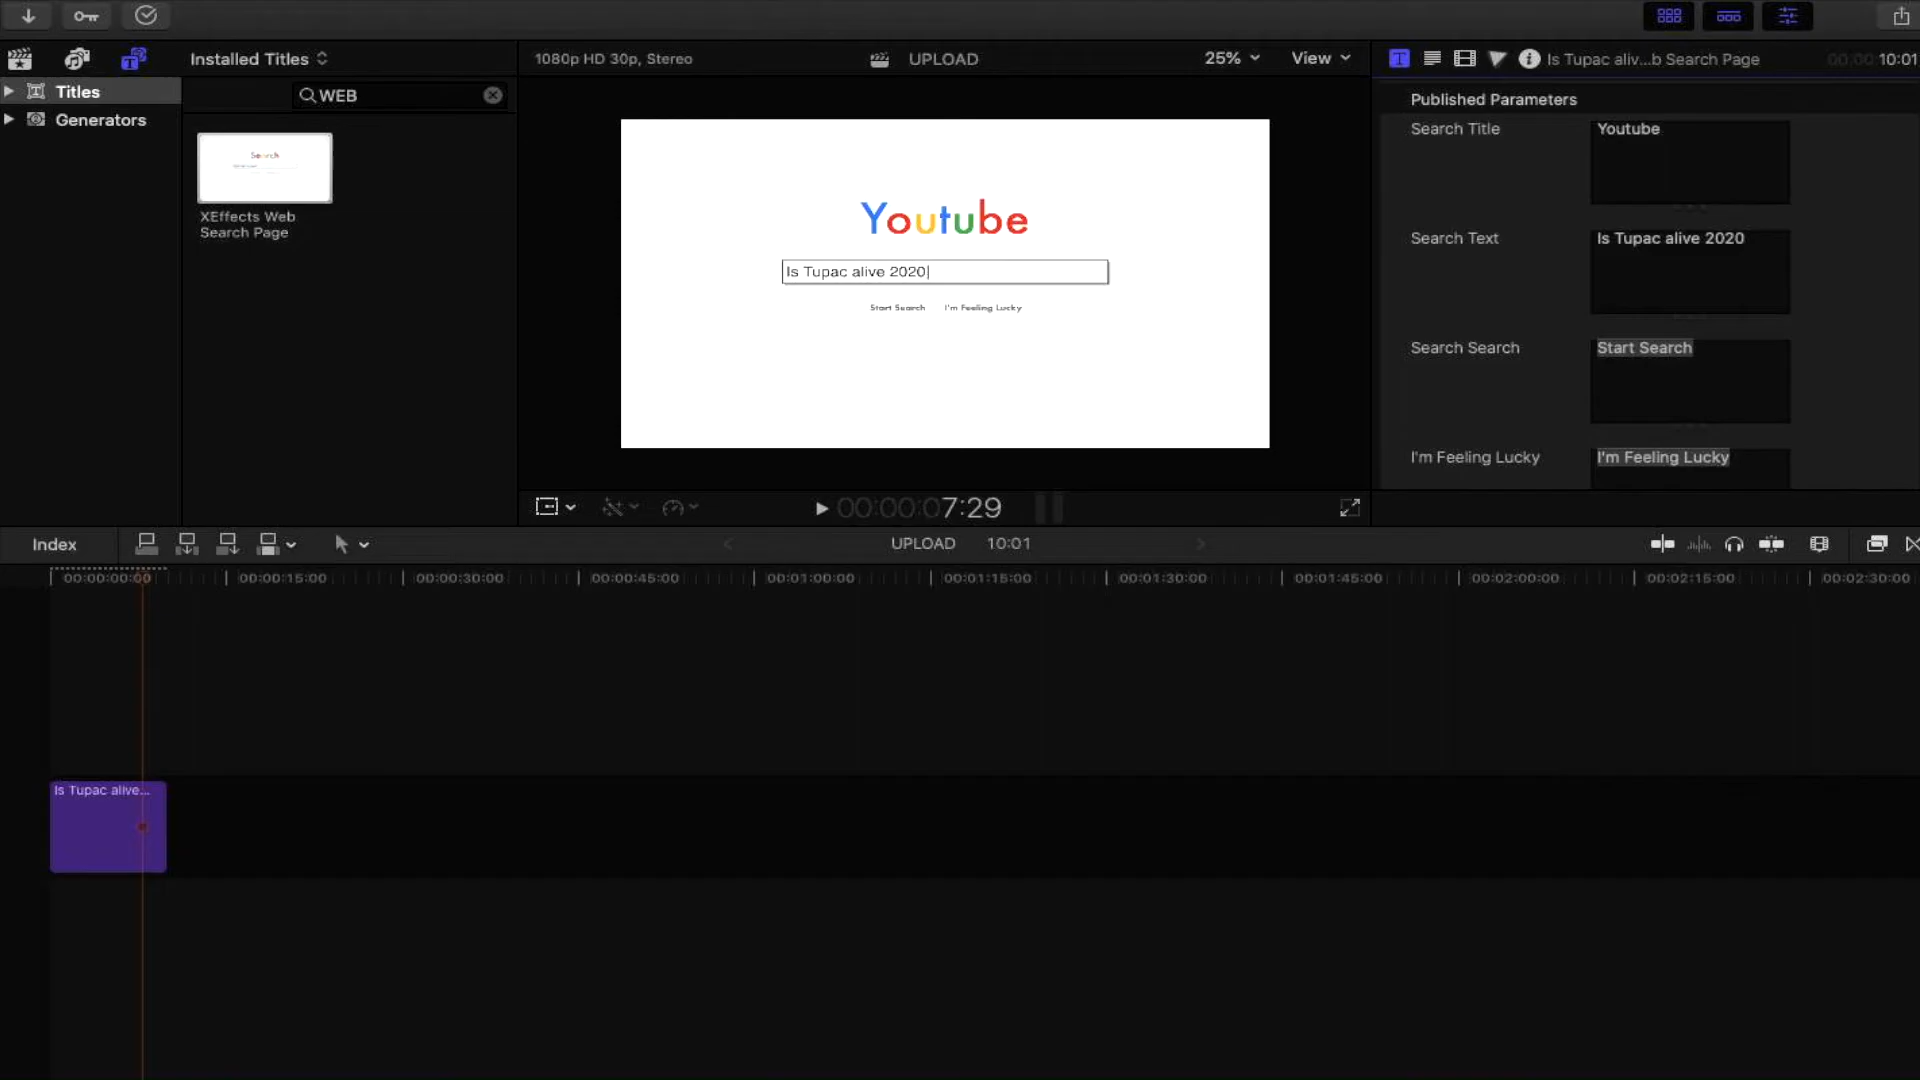 Installed Titles
1080p HD 30p, Stereo
UPLOAD
25%
View
Is Tupac aliv...b Search Page
00:00:10:01
Titles
WEB
Generators
XEffects Web
Search Page
Youtube
Is Tupac alive 2020
Start Search
I'm Feeling Lucky
Published Parameters
Search Title
Youtube
Search Text
Is Tupac alive 2020
Search Search
Start Search
I'm Feeling Lucky
I'm Feeling Lucky
00:00:07:29
Index
UPLOAD
10:01
00:00:00:00
00:00:15:00
00:00:30:00
00:00:45:00
00:01:00:00
00:01:15:00
00:01:30:00
00:01:45:00
00:02:00:00
00:02:15:00
00:02:30:00
Is Tupac alive...